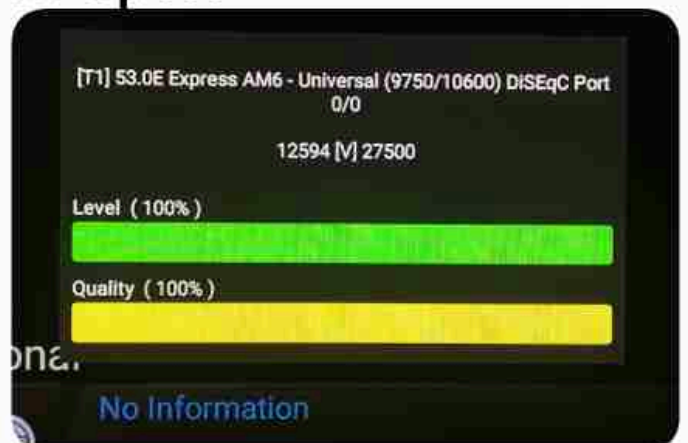 [T1] 53.0E Express AM6 - Universal (9750/10600) DiSEqC Port
0/0
12594 [V] 27500
Level (100%)
Quality (100%)
No Information